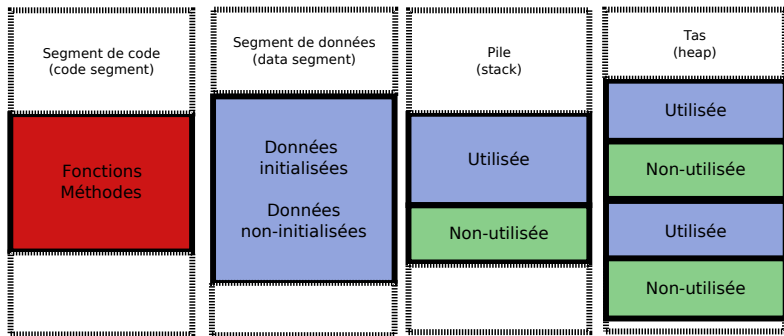 Segment de code
(code segment)
Fonctions
Méthodes
Segment de données
(data segment)
Données
initialisées
Données
non-initialisées
Pile
(stack)
Utilisée
Non-utilisée
Tas
(heap)
Utilisée
Non-utilisée
Utilisée
Non-utilisée